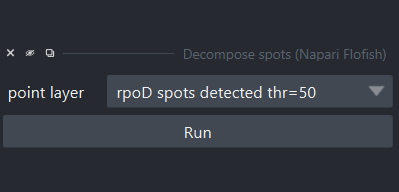 Decompose spots (Napari Flofish)
point layer rpoD spots detected thr=50
Run